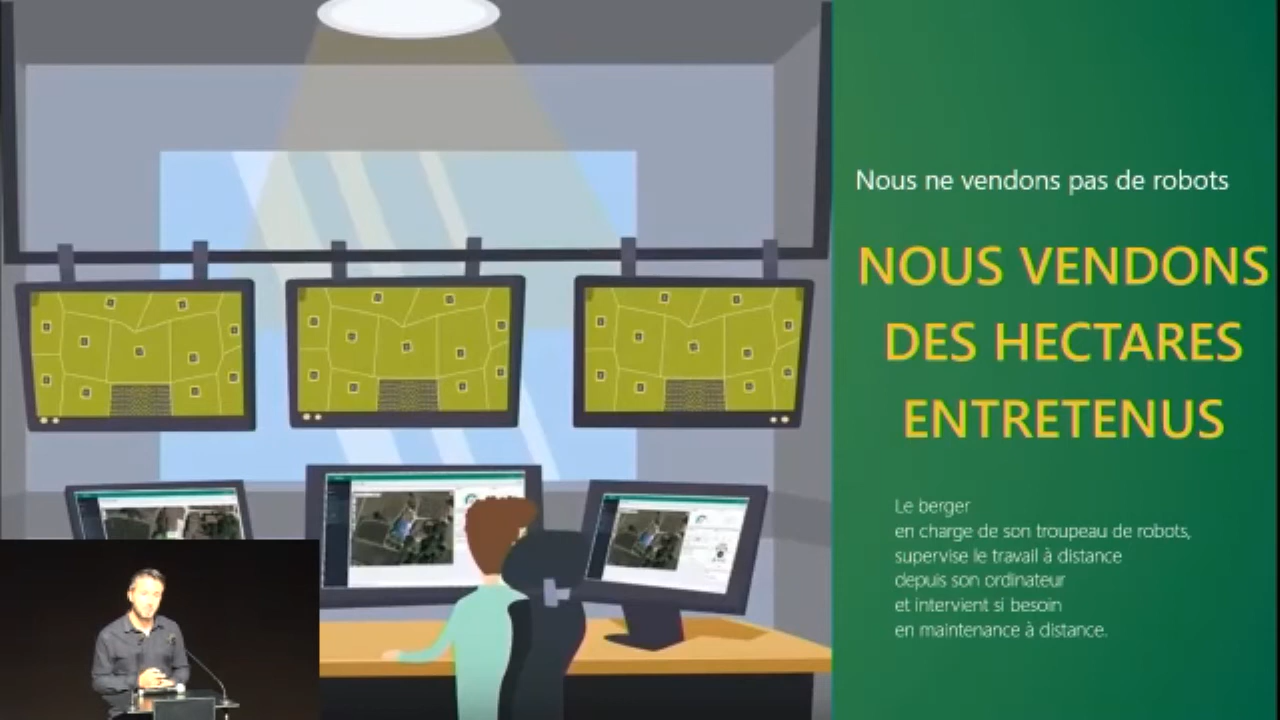 Nous ne vendons pas de robots
NOUS VENDONS
DES HECTARES
ENTRETENUS
Le berger
en charge de son troupeau de robots,
supervise le travail à distance
depuis son ordinateur
et intervient si besoin
en maintenance à distance.